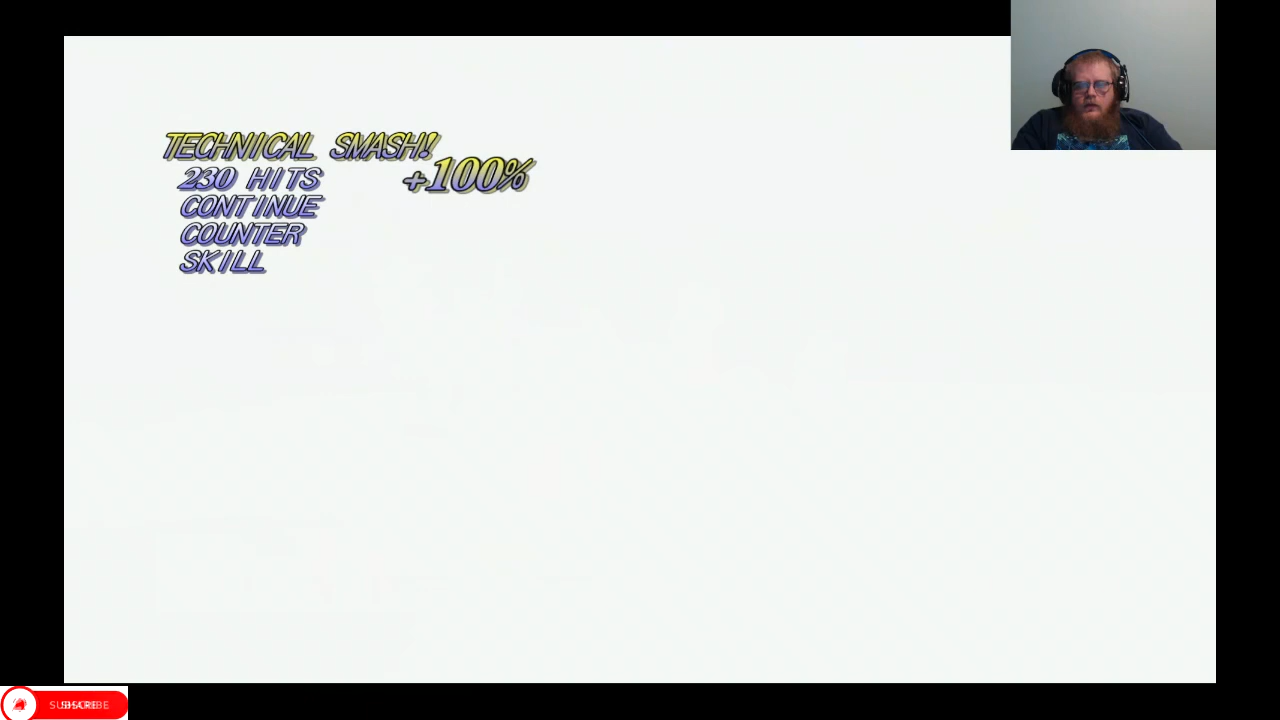 TECHNICAL SMASH!
230 HITS +100%
CONTINUE
COUNTER
SKILL